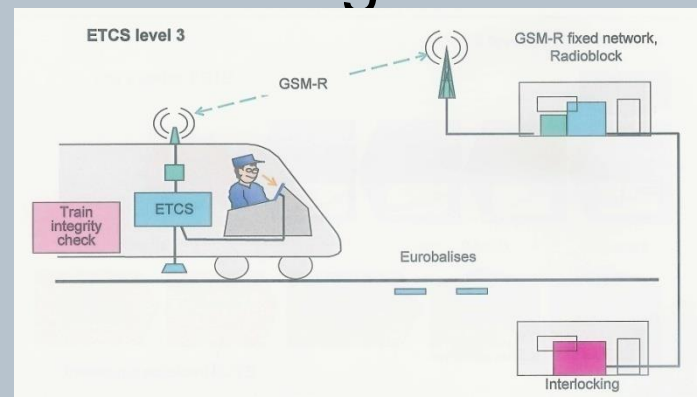 ETCS level 3
GSM-R fixed network,
Radioblock
GSM-R
ETCS
Train
integrity
check
Eurobalises
Interlocking